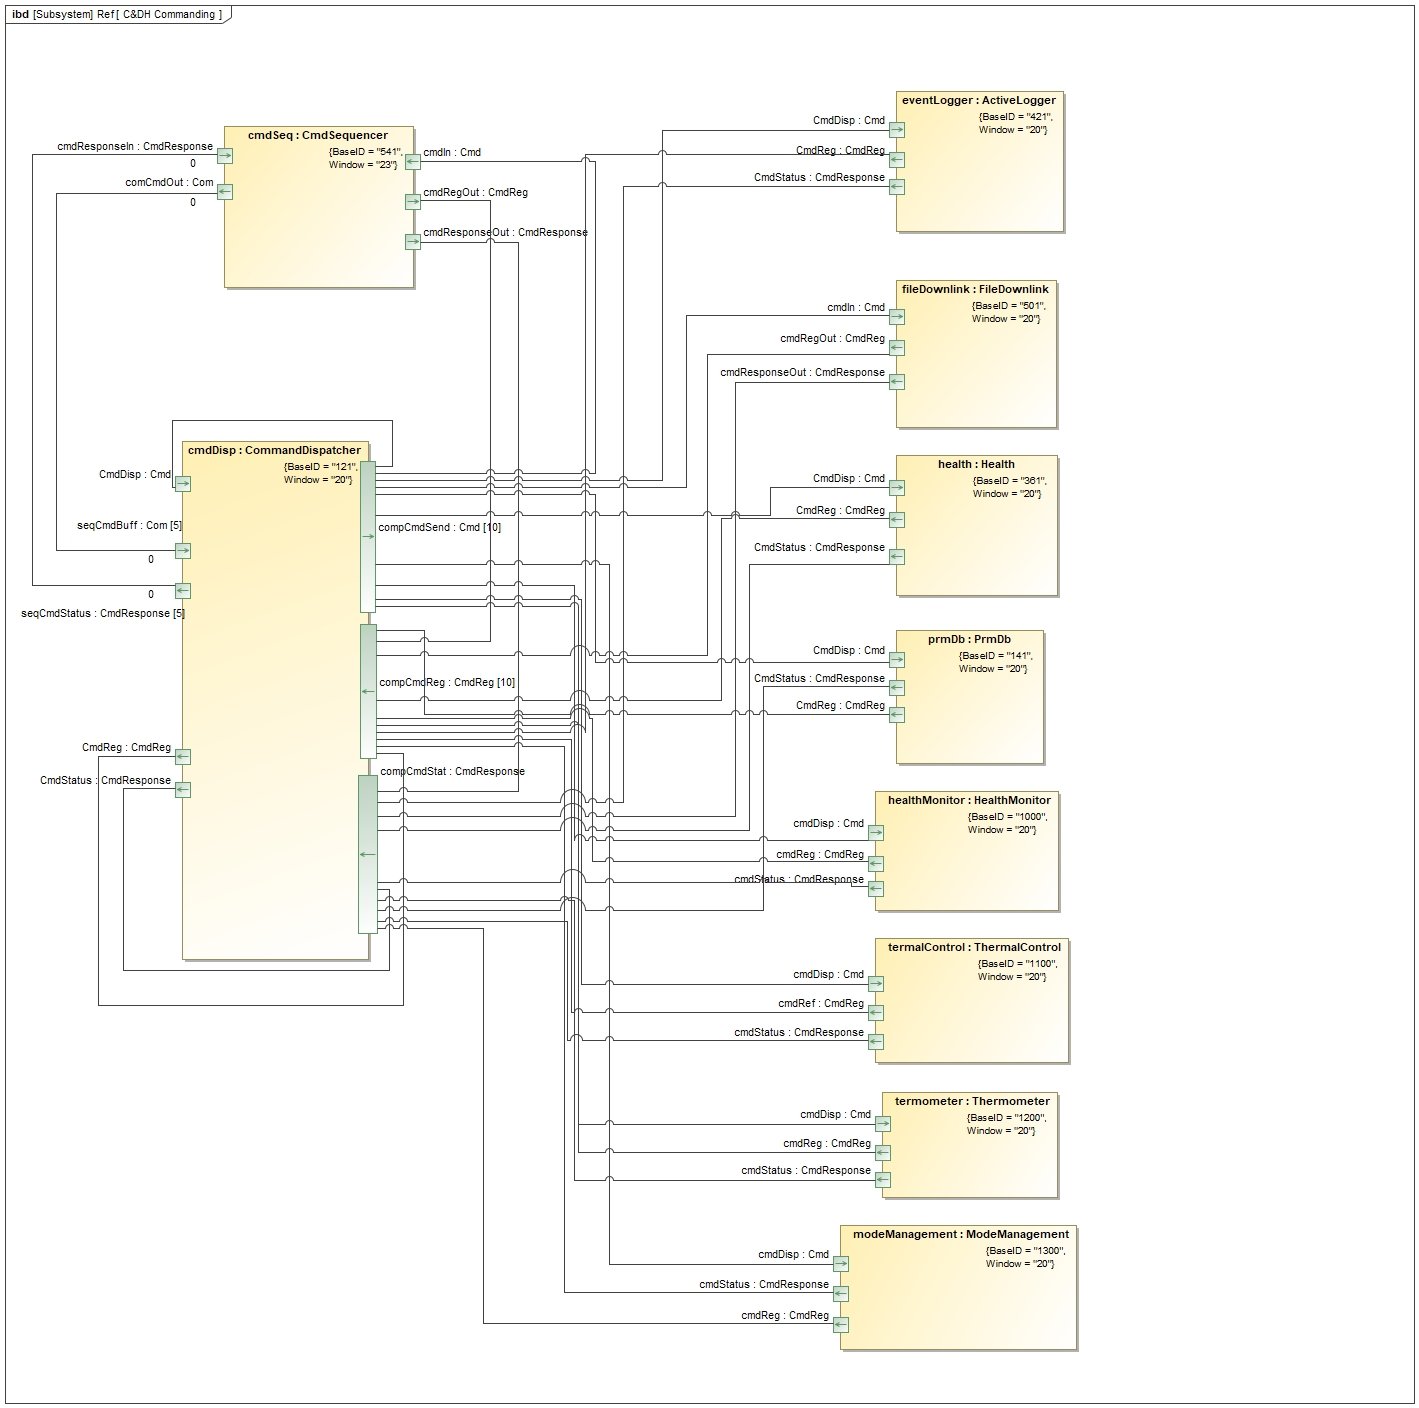 ibd [Subsystem] Ref [ C&DH Commanding ]
cmdSeq : CmdSequencer
{BaseID = "541",
Window = "23"}
cmdResponseIn : CmdResponse
0
comCmdOut : Com
0
cmdIn : Cmd
cmdRegOut : CmdReg
cmdResponseOut : CmdResponse
eventLogger : ActiveLogger
{BaseID = "421",
Window = "20"}
CmdDisp : Cmd
CmdReg : CmdReg
CmdStatus : CmdResponse
fileDownlink : FileDownlink
{BaseID = "501",
Window = "20"}
cmdIn : Cmd
cmdRegOut : CmdReg
cmdResponseOut : CmdResponse
cmdDisp : CommandDispatcher
{BaseID = "121",
Window = "20"}
CmdDisp : Cmd
seqCmdBuff : Com [5]
0
0
seqCmdStatus : CmdResponse [5]
CmdReg : CmdReg
CmdStatus : CmdResponse
compCmdSend : Cmd [10]
compCmdReg : CmdReg [10]
compCmdStat : CmdResponse
health : Health
{BaseID = "361",
Window = "20"}
CmdDisp : Cmd
CmdReg : CmdReg
CmdStatus : CmdResponse
prmDb : PrmDb
{BaseID = "141",
Window = "20"}
CmdDisp : Cmd
CmdStatus : CmdResponse
CmdReg : CmdReg
healthMonitor : HealthMonitor
{BaseID = "1000",
Window = "20"}
cmdDisp : Cmd
cmdReg : CmdReg
cmdStatus : CmdResponse
termalControl : ThermalControl
{BaseID = "1100",
Window = "20"}
cmdDisp : Cmd
cmdRef : CmdReg
cmdStatus : CmdResponse
termometer : Thermometer
{BaseID = "1200",
Window = "20"}
cmdDisp : Cmd
cmdReg : CmdReg
cmdStatus : CmdResponse
modeManagement : ModeManagement
{BaseID = "1300",
Window = "20"}
cmdDisp : Cmd
cmdStatus : CmdResponse
cmdReg : CmdReg